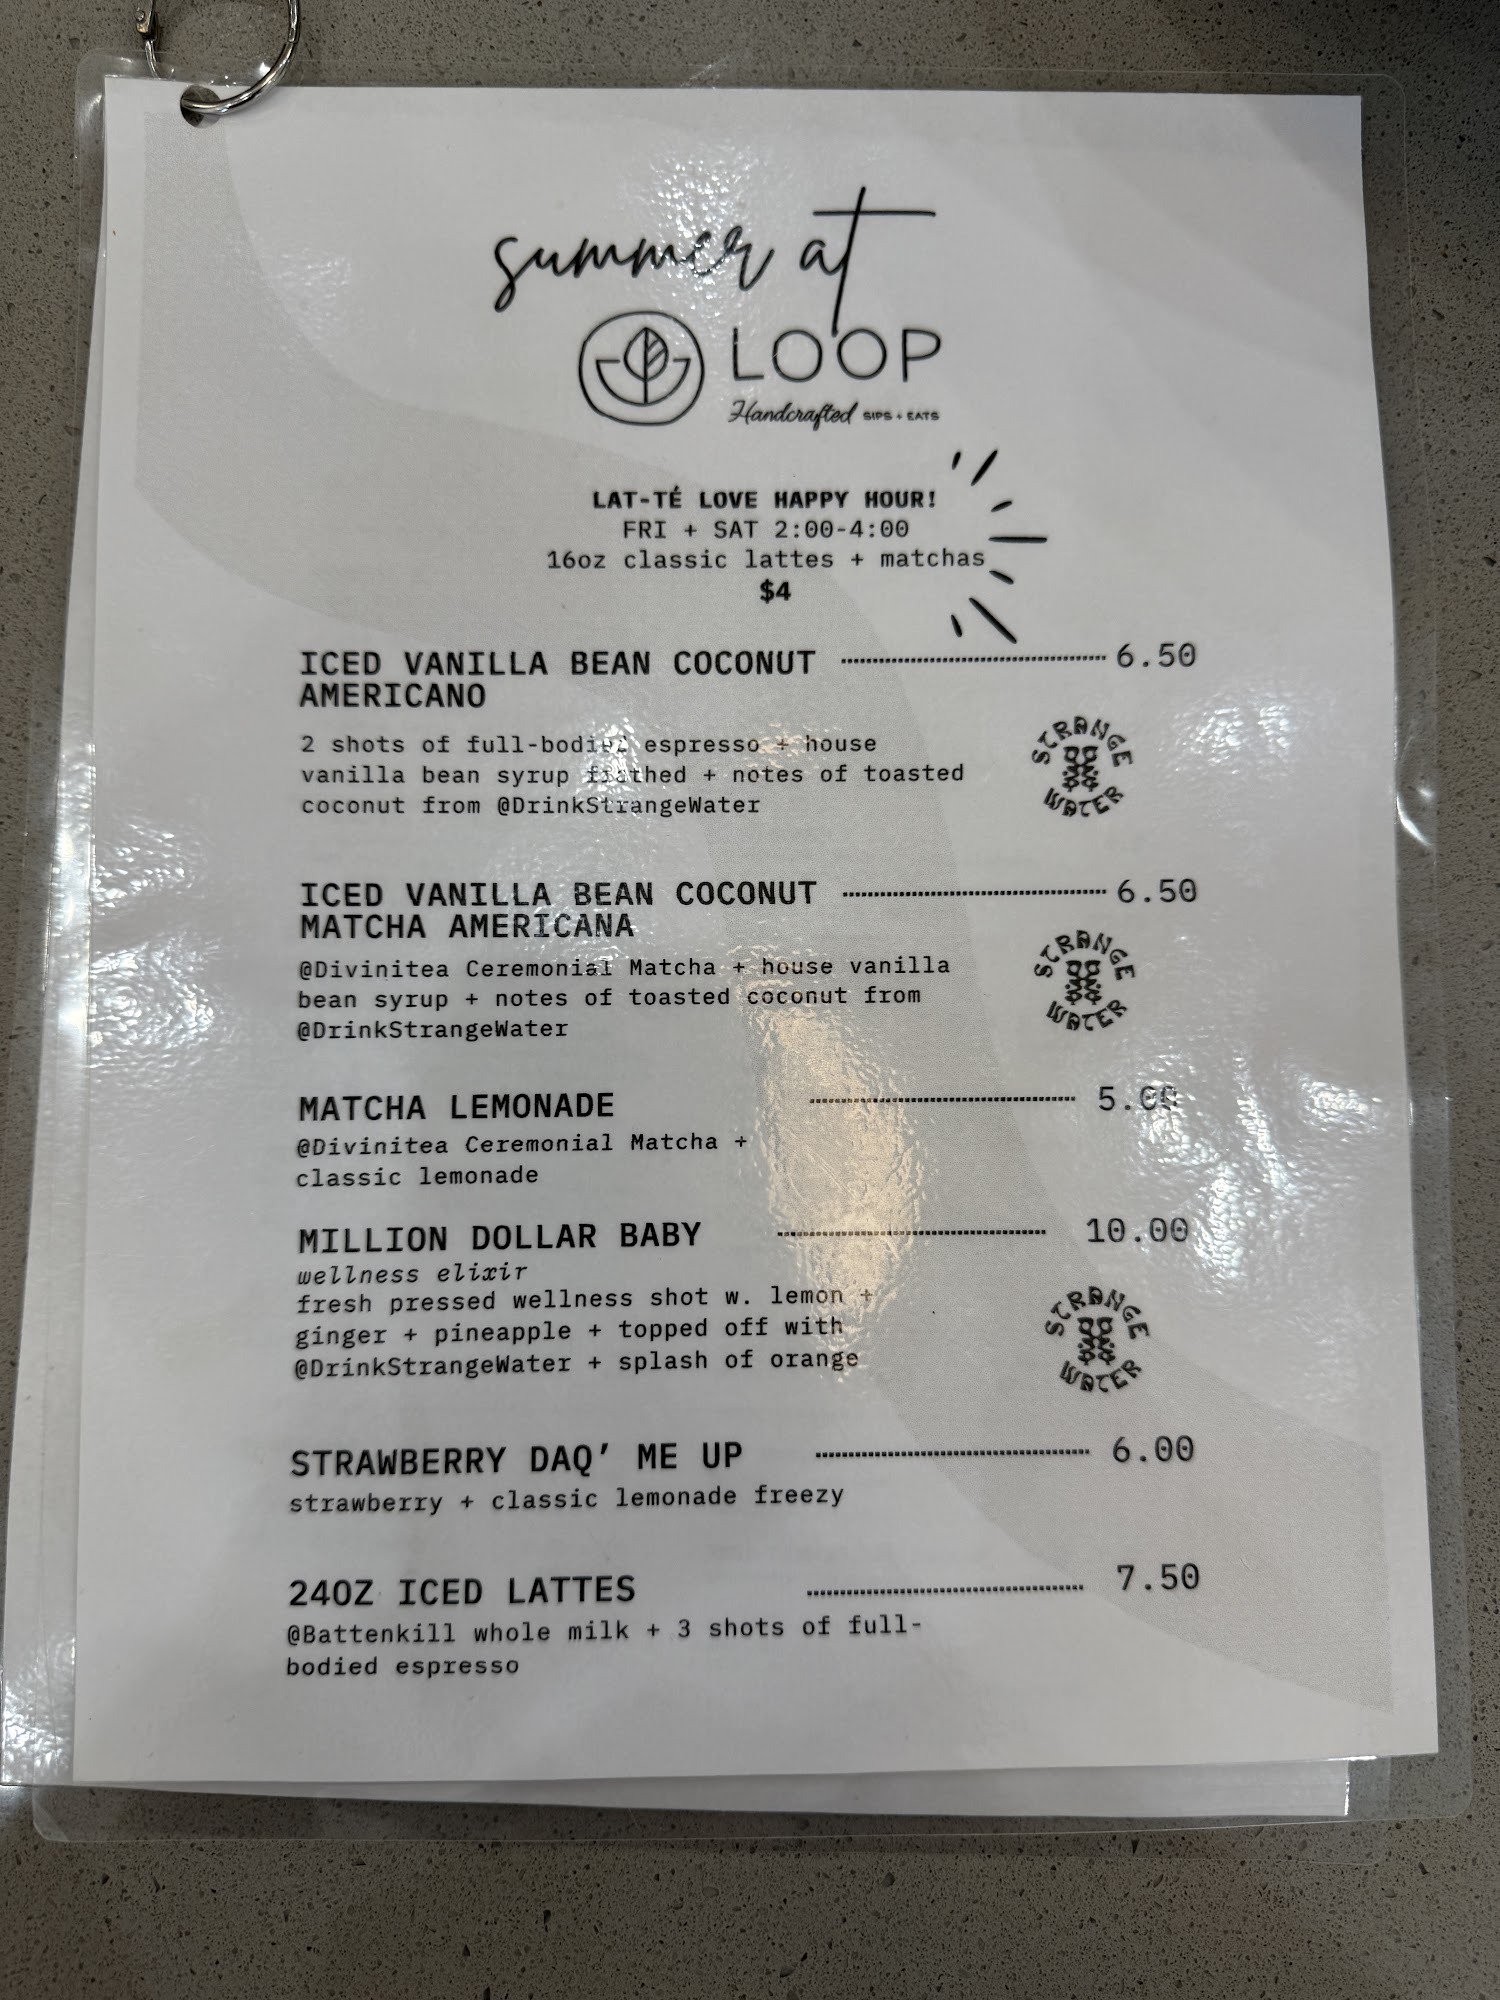 summer at
LOOP
Handcrafted SIPS + EATS
LAT-TÉ LOVE HAPPY HOUR!
FRI + SAT 2:00-4:00
16oz classic lattes + matchas
$4
ICED VANILLA BEAN COCONUT 6.50
AMERICANO
2 shots of full-bodied espresso + house
vanilla bean syrup frothed + notes of toasted
coconut from @DrinkStrangeWater
STRANGE
WATER
ICED VANILLA BEAN COCONUT 6.50
MATCHA AMERICANA
@Divinitea Ceremonial Matcha + house vanilla
bean syrup + notes of toasted coconut from
@DrinkStrangeWater
STRANGE
WATER
MATCHA LEMONADE 5.00
@Divinitea Ceremonial Matcha +
classic lemonade
MILLION DOLLAR BABY 10.00
wellness elixir
fresh pressed wellness shot w. lemon +
ginger + pineapple + topped off with
@DrinkStrangeWater + splash of orange
STRANGE
WATER
STRAWBERRY DAQ' ME UP 6.00
strawberry + classic lemonade freezy
24OZ ICED LATTES 7.50
@Battenkill whole milk + 3 shots of full-
bodied espresso